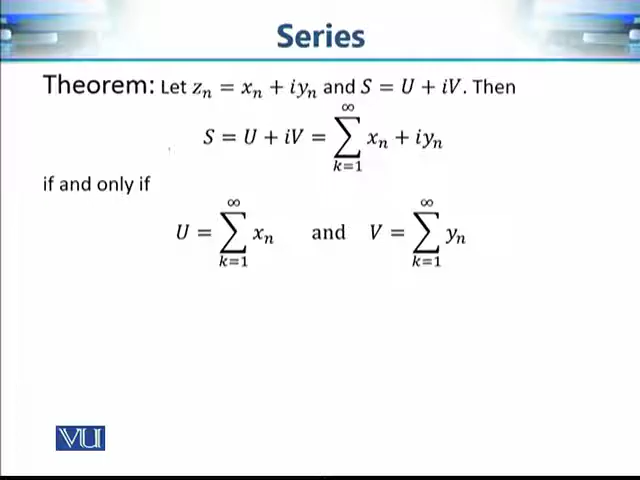 Series
Theorem: Let zₙ = xₙ + iyₙ and S = U + iV. Then
S = U + iV = ∑_{k=1}^{∞} xₙ + iyₙ
if and only if
U = ∑_{k=1}^{∞} xₙ and V = ∑_{k=1}^{∞} yₙ
VU